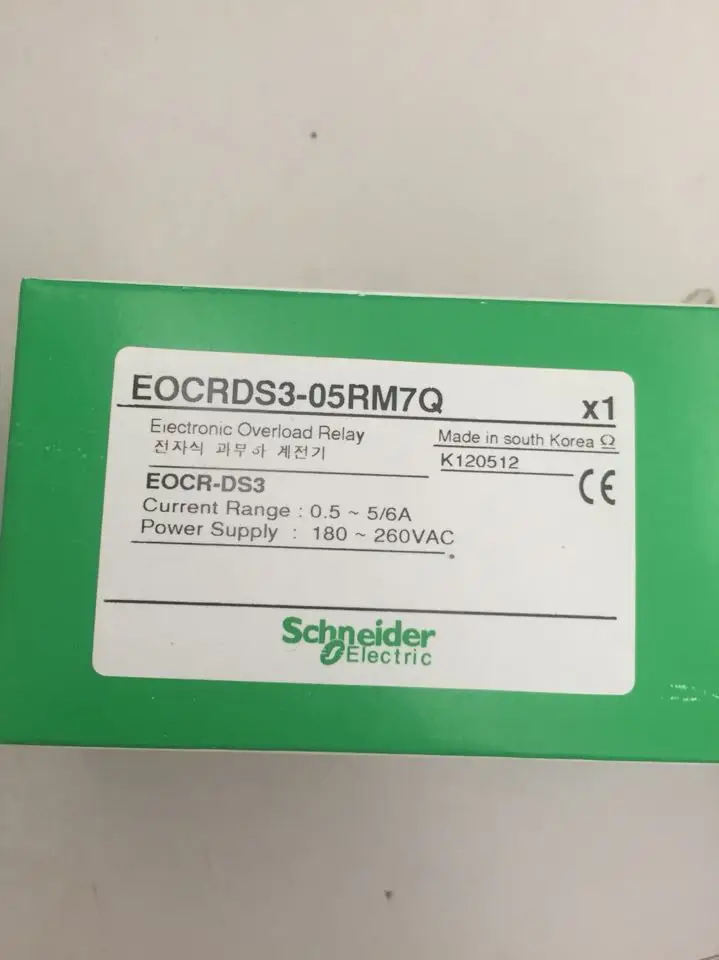 EOCRDS3-05RM7Q x1
Electronic Overload Relay
전자식 과부하 계전기
Made in south Korea Ω
K120512
CE
EOCR-DS3
Current Range : 0.5 ~ 5/6A
Power Supply : 180 ~ 260VAC
Schneider
Electric